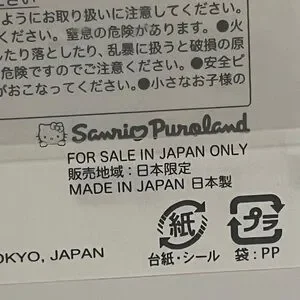 ようにお取り扱いに注意してください。
ください。窒息の危険があります。●火
したり落としたり、乱暴に扱うと破損の原
危険ですのでご注意ください。●安全ピ
がおこなってください。●小さなお子様の
Sanrio Puroland
FOR SALE IN JAPAN ONLY
販売地域：日本限定
MADE IN JAPAN 日本製
紙 プラ
台紙・シール 袋：PP
OKYO, JAPAN